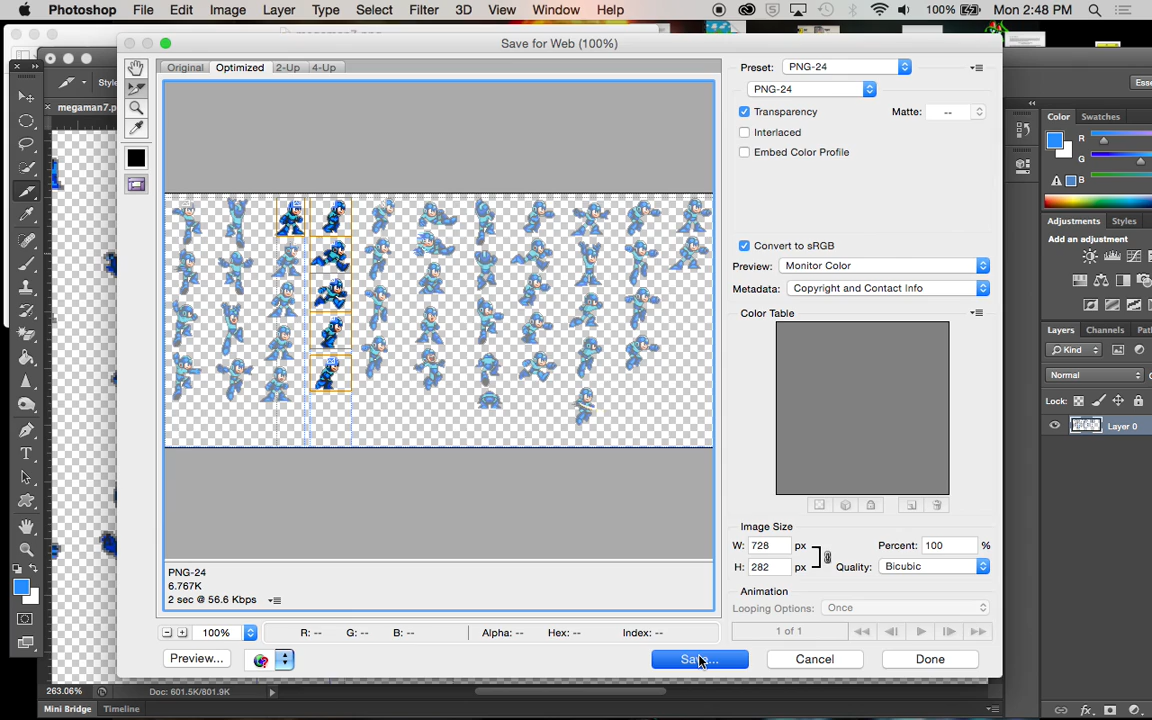 Photoshop File Edit Image Layer Type Select Filter 3D View Window Help 100% Mon 2:48 PM
Save for Web (100%)
Style
Esse
megaman7.p
Original Optimized 2-Up 4-Up
Preset: PNG-24
PNG-24
Transparency Matte: --
Interlaced
Embed Color Profile
Convert to sRGB
Preview: Monitor Color
Metadata: Copyright and Contact Info
Color Table
Image Size
W: 728 px Percent: 100 %
H: 282 px Quality: Bicubic
Animation
Looping Options: Once
1 of 1
PNG-24
6.767K
2 sec @ 56.6 Kbps
100% R: -- G: -- B: -- Alpha: -- Hex: -- Index: --
Preview... Save... Cancel Done
Color Swatches
R
G
B
Adjustments Styles
Add an adjustment
Layers Channels Pat
Kind
Normal
Lock:
Layer 0
263.06% Doc: 601.5K/801.9K
Mini Bridge Timeline